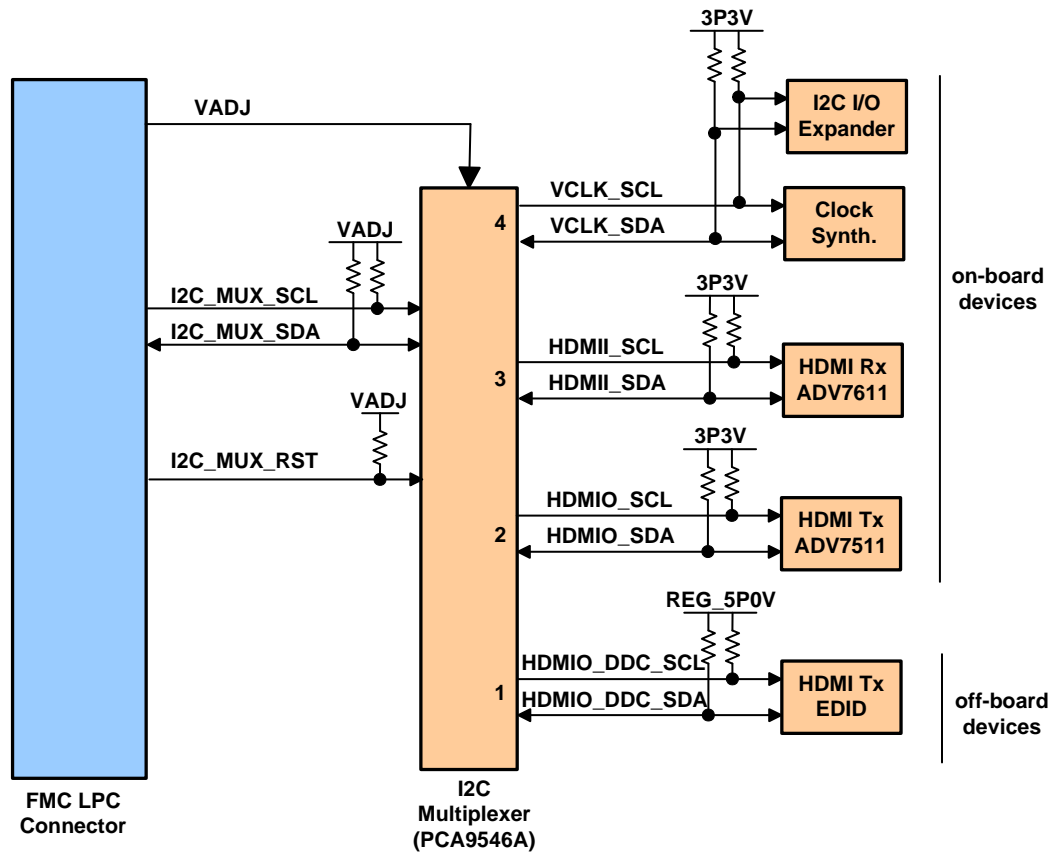 3P3V
I2C I/O
Expander
VADJ
VCLK_SCL
4
VCLK_SDA
Clock
Synth.
on-board
devices
VADJ
I2C_MUX_SCL
I2C_MUX_SDA
3P3V
HDMII_SCL
3
HDMII_SDA
HDMI Rx
ADV7611
VADJ
I2C_MUX_RST
3P3V
HDMIO_SCL
2
HDMIO_SDA
HDMI Tx
ADV7511
REG_5P0V
HDMIO_DDC_SCL
1
HDMIO_DDC_SDA
HDMI Tx
EDID
off-board
devices
FMC LPC
Connector
I2C
Multiplexer
(PCA9546A)